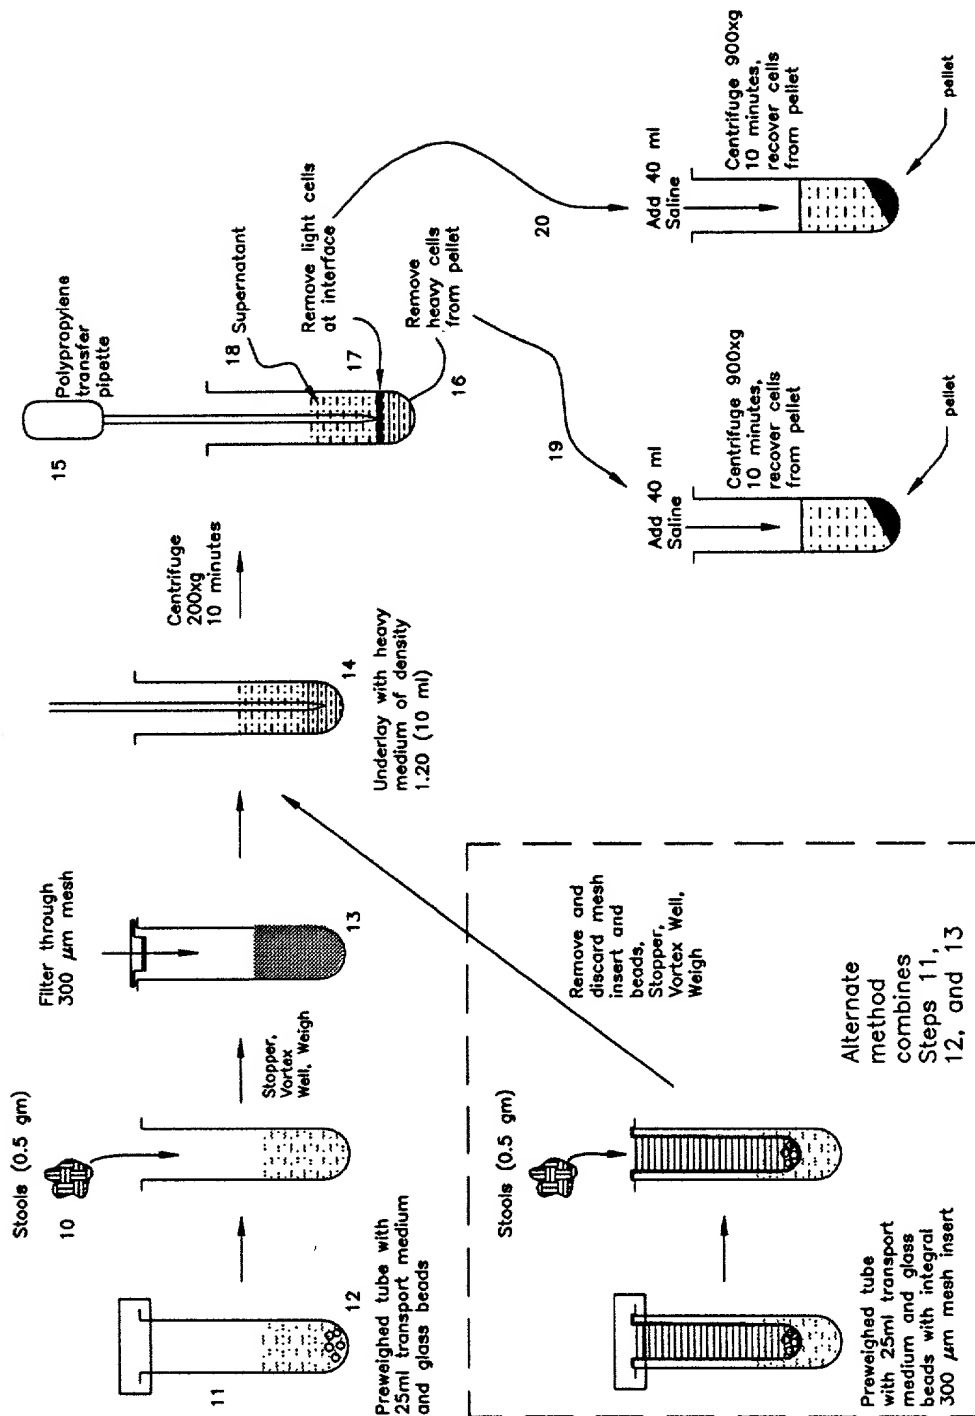 Stools (0.5 gm)
10
11
12
Preweighed tube with
25ml transport medium
and glass beads
Stopper,
Vortex
Well, Weigh
Filter through
300 µm mesh
13
14
Underlay with heavy
medium of density
1.20 (10 ml)
Centrifuge
200xg
10 minutes
15
Polypropylene
transfer
pipette
18
Supernatant
17
Remove light cells
at interface
16
Remove
heavy cells
from pellet
19
20
Add 40 ml
Saline
Centrifuge 900xg
10 minutes,
recover cells
from pellet
pellet
Add 40 ml
Saline
Centrifuge 900xg
10 minutes,
recover cells
from pellet
pellet
Stools (0.5 gm)
Preweighed tube
with 25ml transport
medium and glass
beads with integral
300 µm mesh insert
Remove and
discard mesh
insert and
beads,
Stopper,
Vortex Well,
Weigh
Alternate
method
combines
Steps 11,
12, and 13